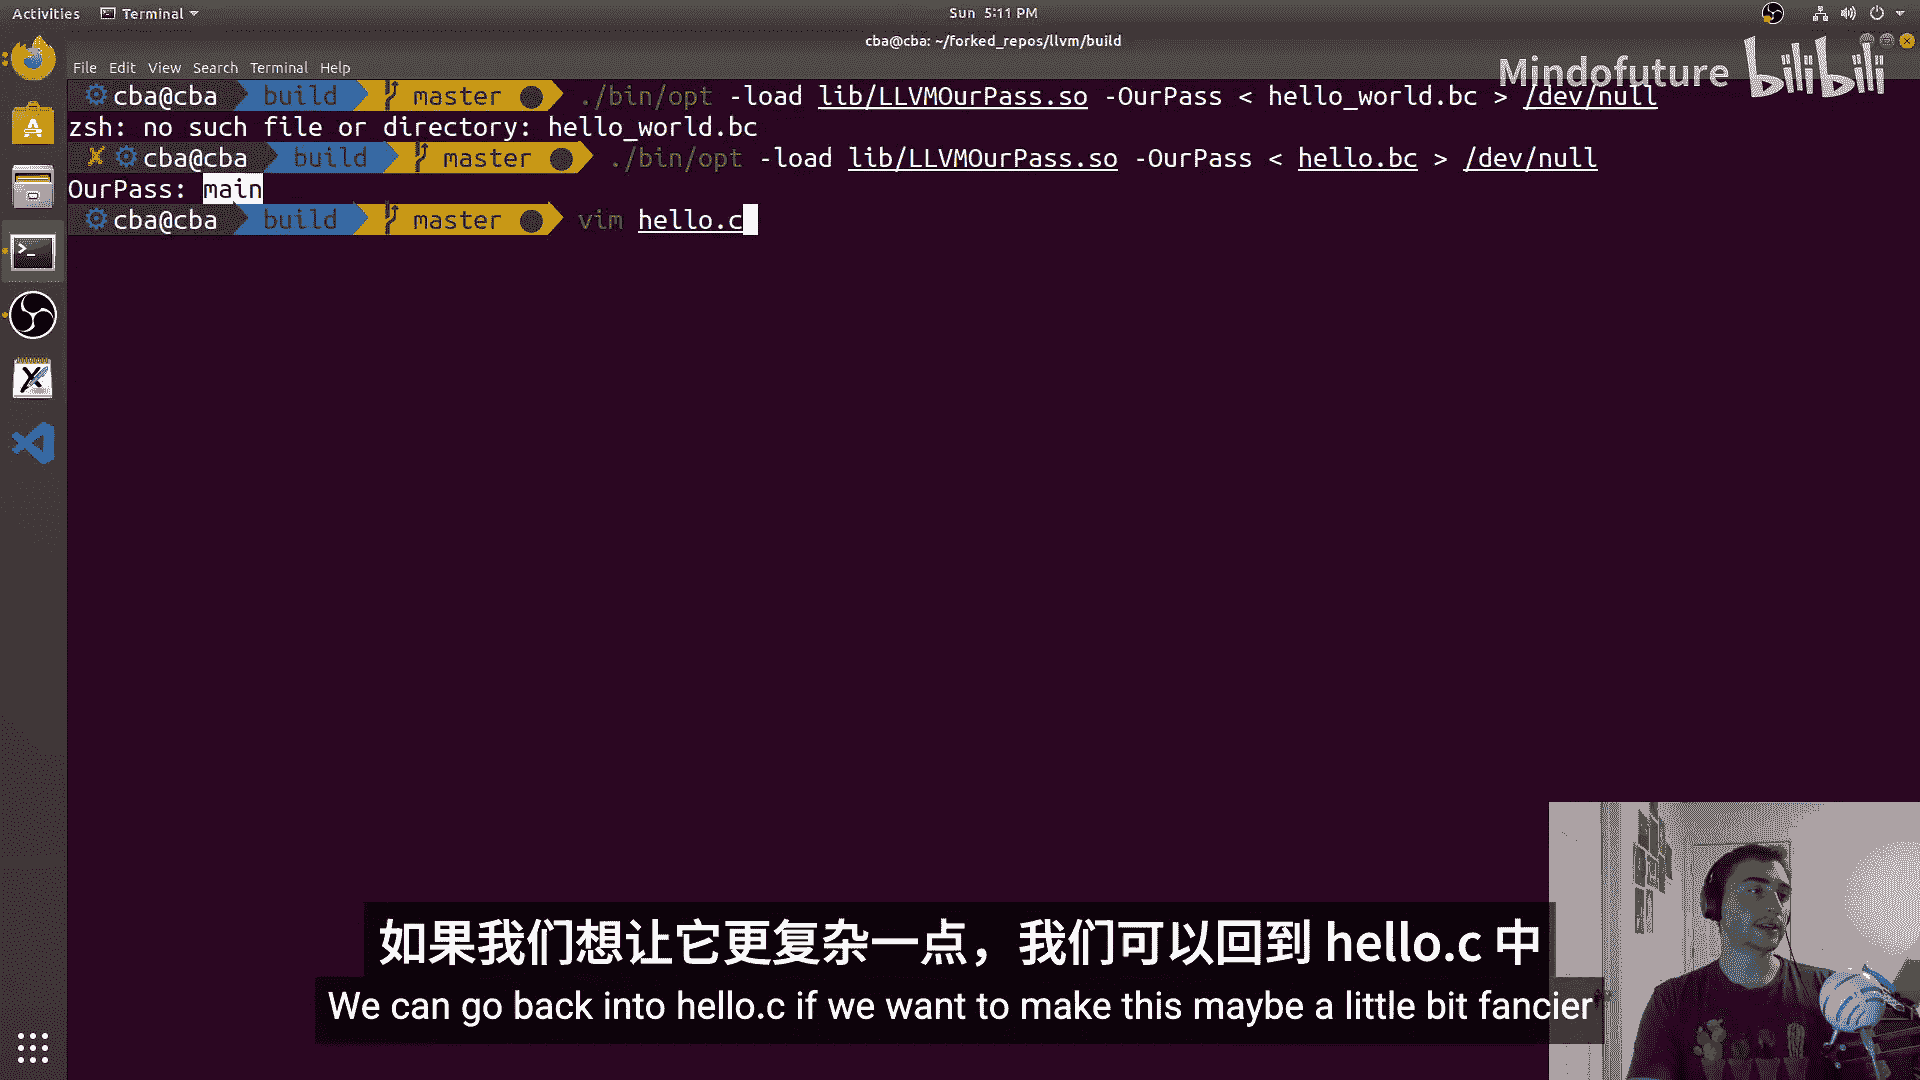 Activities Terminal Sun 5:11 PM
cba@cba: ~/forked_repos/llvm/build
File Edit View Search Terminal Help
Mindofuture bilibili
cba@cba build master ./bin/opt -load lib/LLVMOurPass.so -OurPass < hello_world.bc > /dev/null
zsh: no such file or directory: hello_world.bc
cba@cba build master ./bin/opt -load lib/LLVMOurPass.so -OurPass < hello.bc > /dev/null
OurPass: main
cba@cba build master vim hello.c
如果我们想让它更复杂一点，我们可以回到 hello.c 中
We can go back into hello.c if we want to make this maybe a little bit fancier